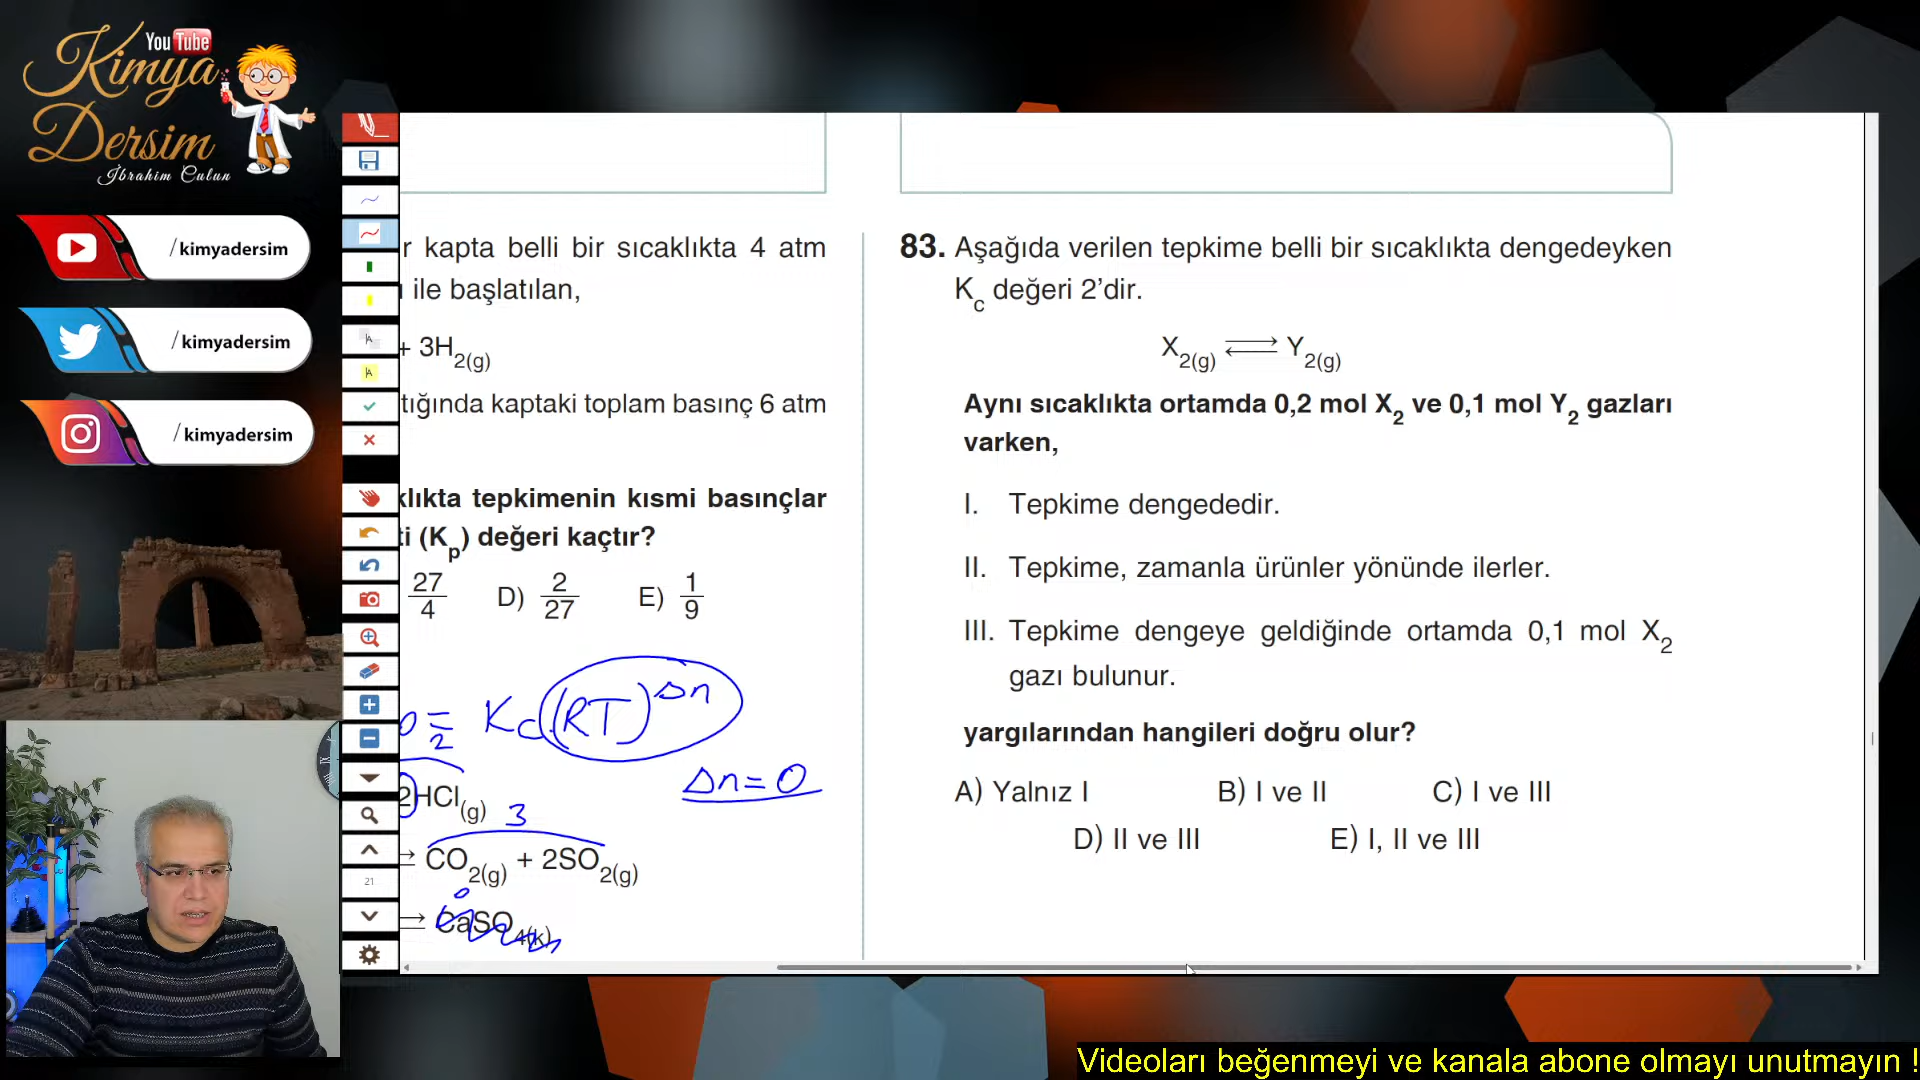 YouTube
Kimya
Dersim
İbrahim Culun
/kimyadersim
/kimyadersim
/kimyadersim
21
r kapta belli bir sıcaklıkta 4 atm
ile başlatılan,
+ 3H2(g)
tığında kaptaki toplam basınç 6 atm
klıkta tepkimenin kısmi basınçlar
ti (Kp) değeri kaçtır?
27/4 D) 2/27 E) 1/9
= Kc(RT)^Δn
2
Δn = 0
2HCl(g)
3
⇌ CO2(g) + 2SO2(g)
0
⇌ CaSO4(k)
83. Aşağıda verilen tepkime belli bir sıcaklıkta dengedeyken
Kc değeri 2'dir.
X2(g) ⇌ Y2(g)
Aynı sıcaklıkta ortamda 0,2 mol X2 ve 0,1 mol Y2 gazları
varken,
I. Tepkime dengededir.
II. Tepkime, zamanla ürünler yönünde ilerler.
III. Tepkime dengeye geldiğinde ortamda 0,1 mol X2
gazı bulunur.
yargılarından hangileri doğru olur?
A) Yalnız I B) I ve II C) I ve III
D) II ve III E) I, II ve III
Videoları beğenmeyi ve kanala abone olmayı unutmayın !